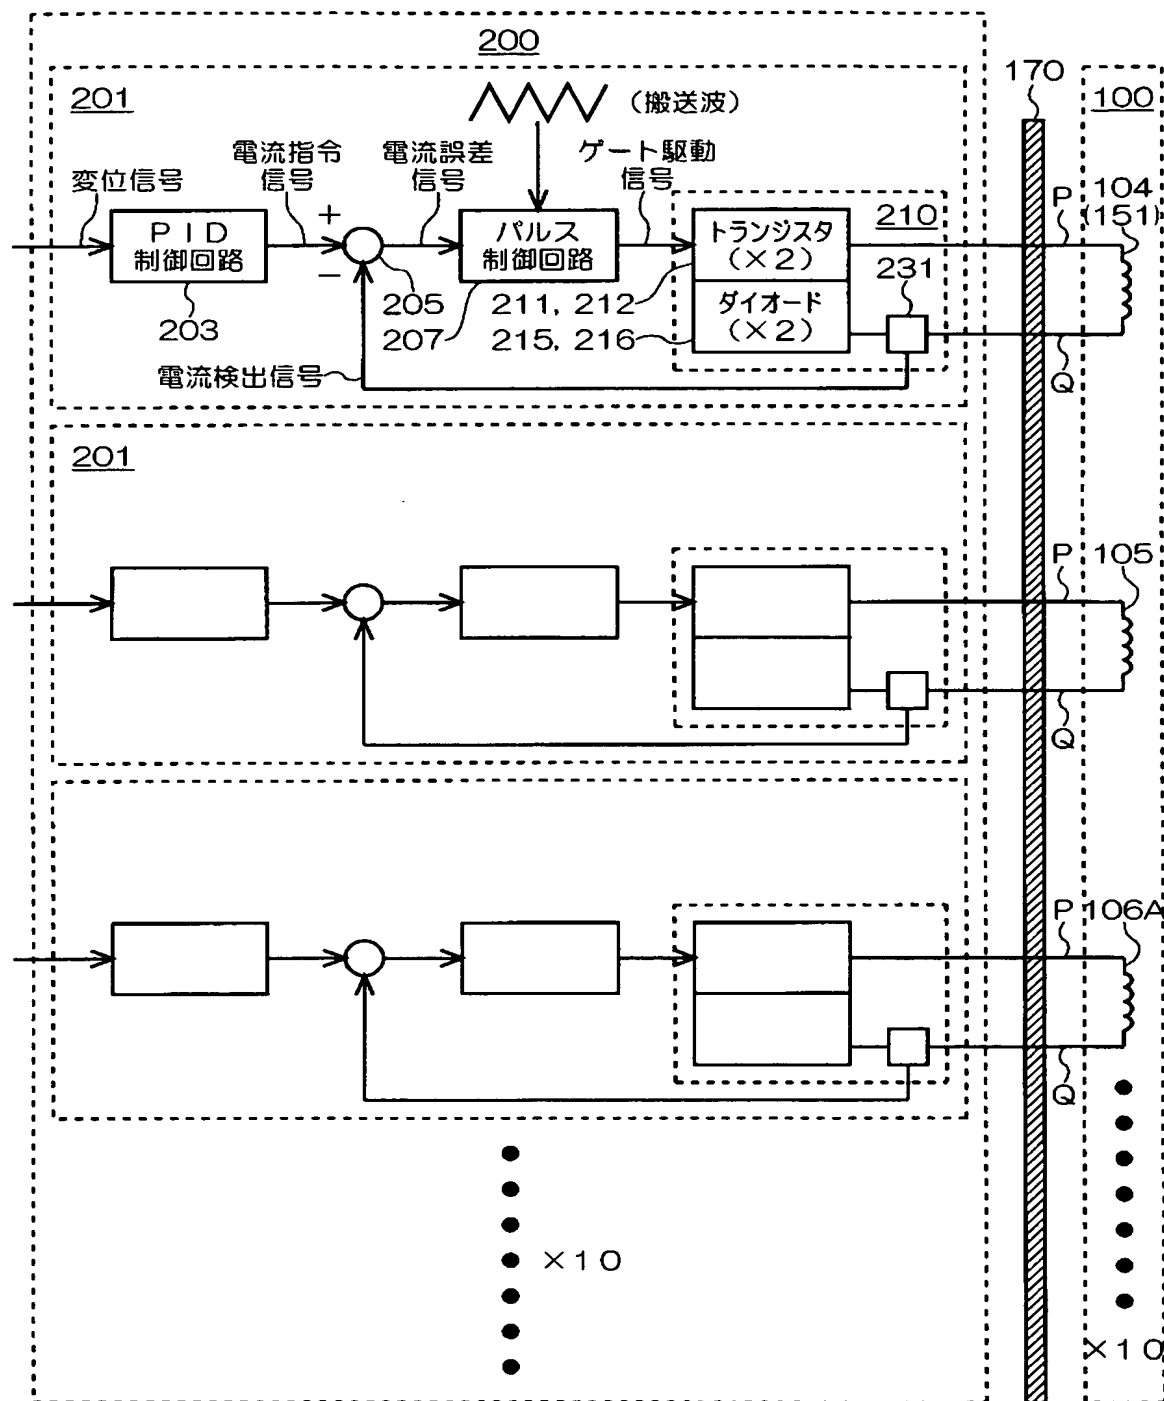 200
170
201
100
(搬送波)
電流指令
信号
電流誤差
信号
ゲート駆動
信号
変位信号
PID
制御回路
+
−
パルス
制御回路
210
トランジスタ
(×2)
ダイオード
(×2)
P
104
(151)
231
203
205
207
211, 212
215, 216
電流検出信号
Q
201
P
105
Q
P
106A
Q
×10
×10